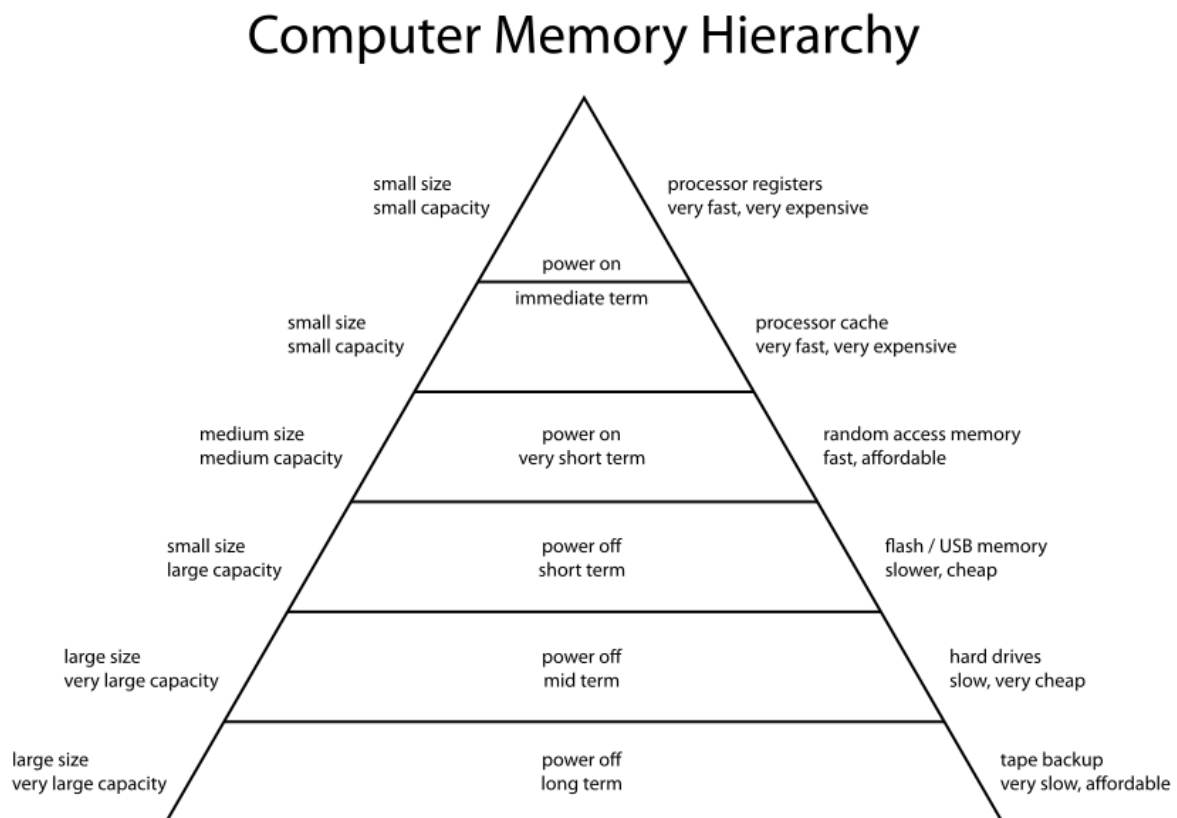 Computer Memory Hierarchy
small size
small capacity
processor registers
very fast, very expensive
power on
immediate term
small size
small capacity
processor cache
very fast, very expensive
medium size
medium capacity
power on
very short term
random access memory
fast, affordable
small size
large capacity
power off
short term
flash / USB memory
slower, cheap
large size
very large capacity
power off
mid term
hard drives
slow, very cheap
large size
very large capacity
power off
long term
tape backup
very slow, affordable